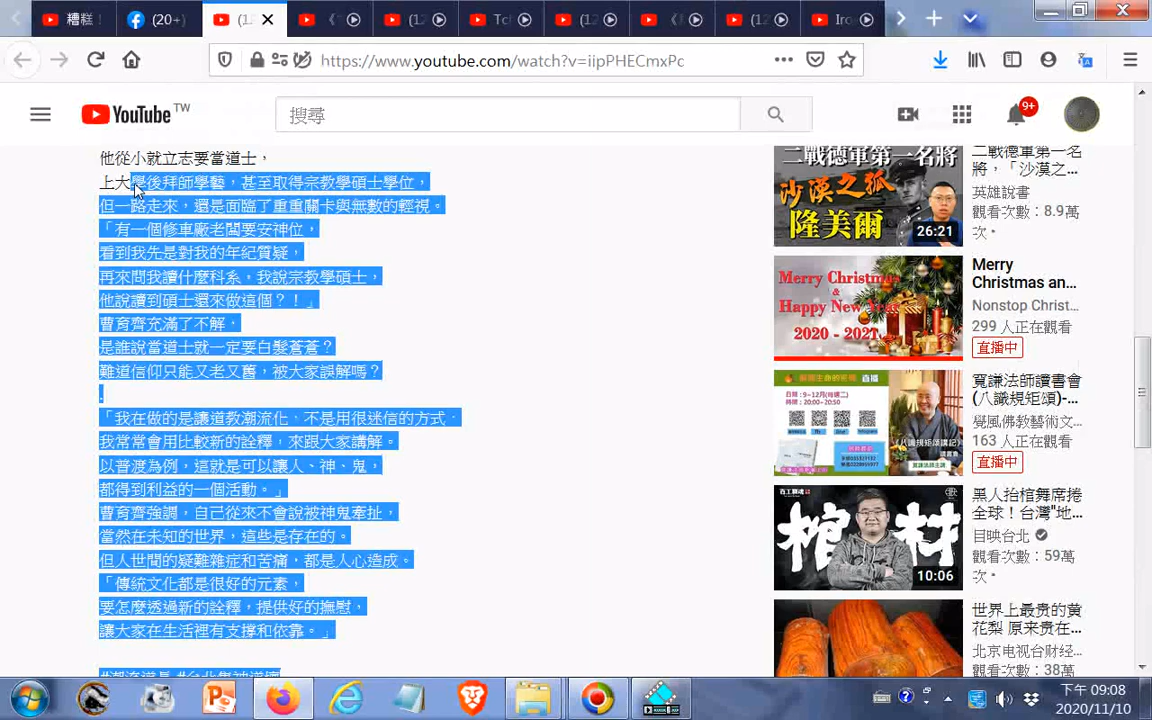 糟糕！
(20+)
(1
《
(12
Tcl
(12
《
(12
Iro
https://www.youtube.com/watch?v=iipPHECmxPc
YouTube TW
搜尋
9+
他從小就立志要當道士，
上大學後拜師學藝，甚至取得宗教學碩士學位，
但一路走來，還是面臨了重重關卡與無數的輕視。
「有一個修車廠老闆要安神位，
看到我先是對我的年紀質疑，
再來問我讀什麼科系。我說宗教學碩士，
他說讀到碩士還來做這個？！」
曹育齊充滿了不解，
是誰說當道士就一定要白髮蒼蒼？
難道信仰只能又老又舊，被大家誤解嗎？
.
「我在做的是讓道教潮流化，不是用很迷信的方式，
我常常會用比較新的詮釋，來跟大家講解。
以普渡為例，這就是可以讓人、神、鬼，
都得到利益的一個活動。」
曹育齊強調，自己從來不會說被神鬼牽扯，
當然在未知的世界，這些是存在的。
但人世間的疑難雜症和苦痛，都是人心造成。
「傳統文化都是很好的元素，
要怎麼透過新的詮釋，提供好的撫慰，
讓大家在生活裡有支撐和依靠。」
二戰德軍第一名將
沙漠之狐
隆美爾
26:21
二戰德軍第一名
將，「沙漠之...
英雄說書
觀看次數：8.9萬
次 •
Merry Christmas
&
Happy New Year
2020 - 2021
Merry
Christmas an...
Nonstop Christ...
299 人正在觀看
直播中
直播
寬謙法師讀書會
(八識規矩頌)-...
覺風佛教藝術文...
163 人正在觀看
直播中
棺材
10:06
黑人抬棺舞席捲
全球！台灣"地...
目映台北
觀看次數：59萬
次 •
世界上最贵的黄
花梨 原来贵在...
北京电视台财经...
觀看次數：38萬
下午 09:08
2020/11/10